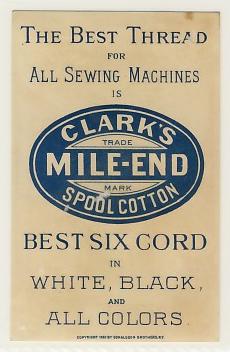 THE BEST THREAD
FOR
ALL SEWING MACHINES
IS
CLARK'S
TRADE
MILE-END
MARK
SPOOL COTTON
BEST SIX CORD
IN
WHITE, BLACK,
AND
ALL COLORS